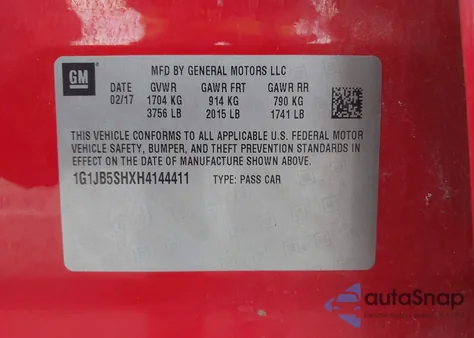 GM
MFD BY GENERAL MOTORS LLC
DATE GVWR GAWR FRT GAWR RR
02/17 1704 KG 914 KG 790 KG
3756 LB 2015 LB 1741 LB
THIS VEHICLE CONFORMS TO ALL APPLICABLE U.S. FEDERAL MOTOR
VEHICLE SAFETY, BUMPER, AND THEFT PREVENTION STANDARDS IN
EFFECT ON THE DATE OF MANUFACTURE SHOWN ABOVE.
1G1JB5SHXH4144411 TYPE: PASS CAR
autoSnap